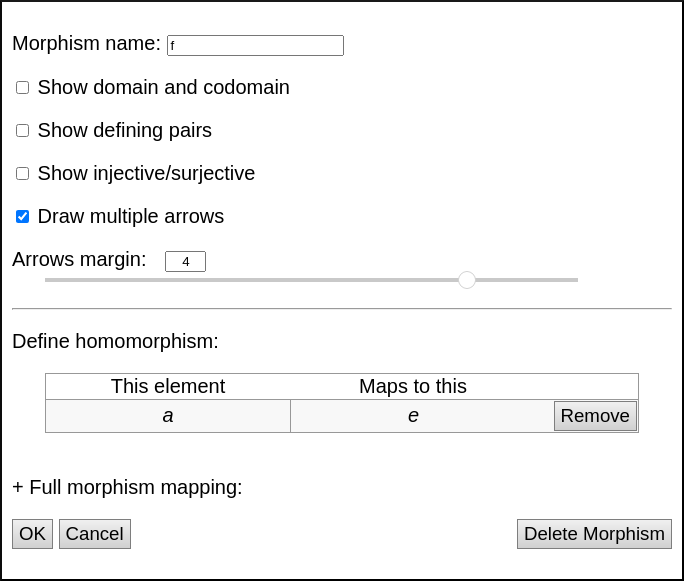 Morphism name: f
Show domain and codomain
Show defining pairs
Show injective/surjective
Draw multiple arrows
Arrows margin: 4
Define homomorphism:
This element Maps to this
a e Remove
+ Full morphism mapping:
OK Cancel Delete Morphism